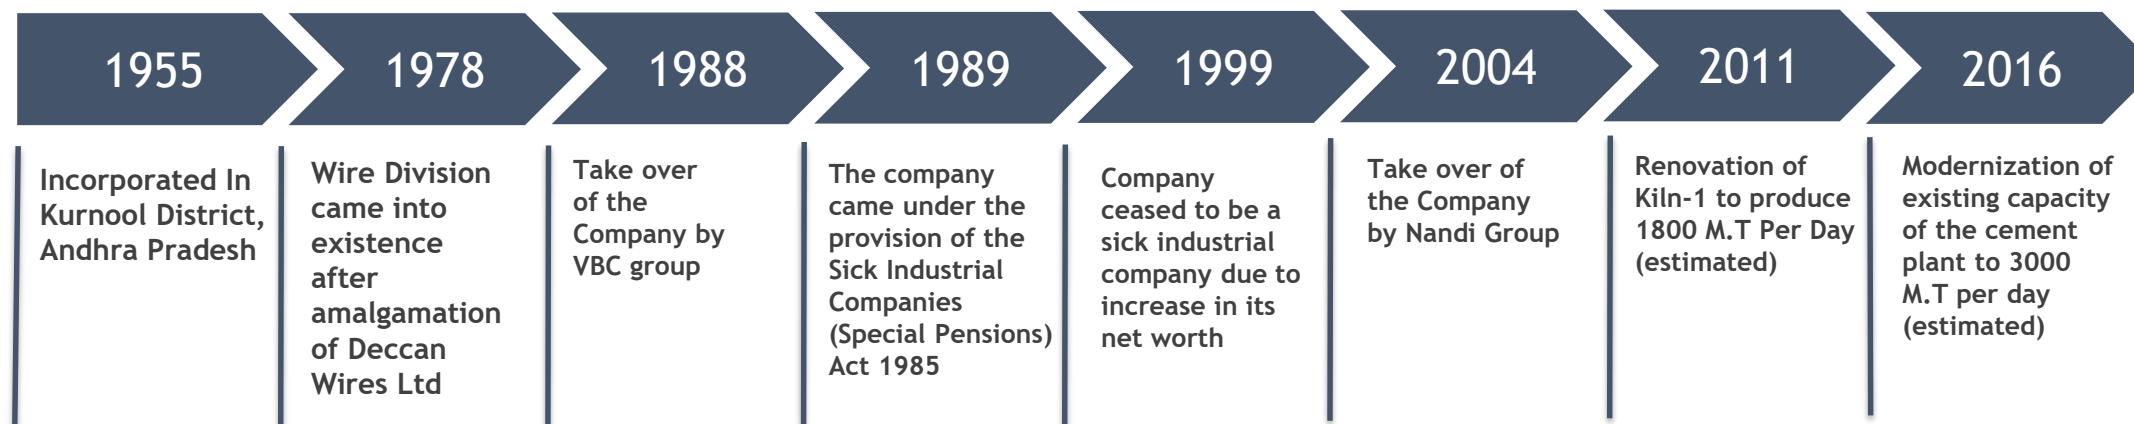 1955
1978
1988
1989
1999
2004
2011
2016
Incorporated In
Kurnool District,
Andhra Pradesh
Wire Division
came into
existence
after
amalgamation
of Deccan
Wires Ltd
Take over
of the
Company by
VBC group
The company
came under the
provision of the
Sick Industrial
Companies
(Special Pensions)
Act 1985
Company
ceased to be a
sick industrial
company due to
increase in its
net worth
Take over of
the Company
by Nandi Group
Renovation of
Kiln-1 to produce
1800 M.T Per Day
(estimated)
Modernization of
existing capacity
of the cement
plant to 3000
M.T per day
(estimated)